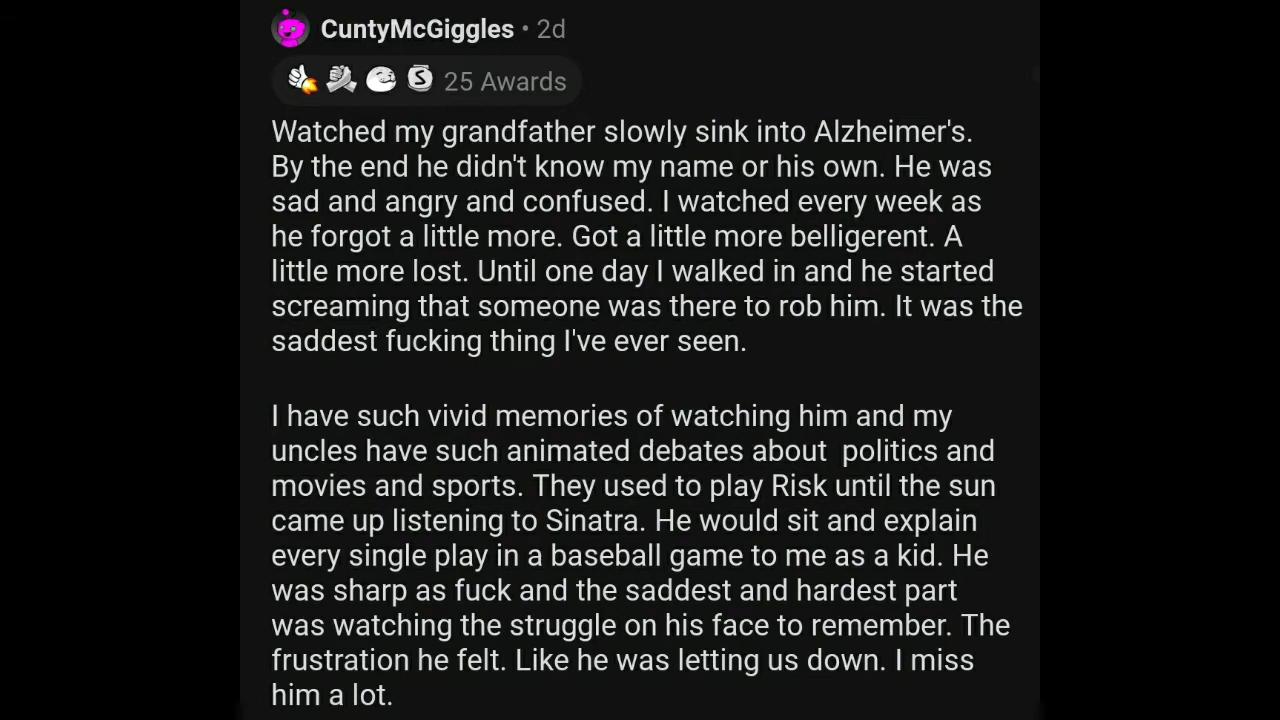 CuntyMcGiggles • 2d
25 Awards
Watched my grandfather slowly sink into Alzheimer's.
By the end he didn't know my name or his own. He was
sad and angry and confused. I watched every week as
he forgot a little more. Got a little more belligerent. A
little more lost. Until one day I walked in and he started
screaming that someone was there to rob him. It was the
saddest fucking thing I've ever seen.
I have such vivid memories of watching him and my
uncles have such animated debates about  politics and
movies and sports. They used to play Risk until the sun
came up listening to Sinatra. He would sit and explain
every single play in a baseball game to me as a kid. He
was sharp as fuck and the saddest and hardest part
was watching the struggle on his face to remember. The
frustration he felt. Like he was letting us down. I miss
him a lot.